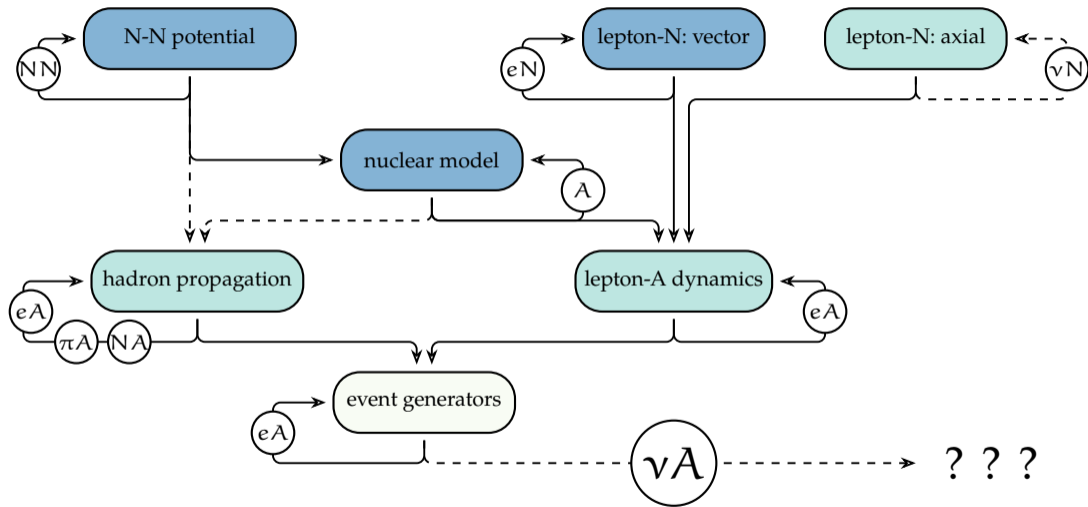 N-N potential
lepton-N: vector
lepton-N: axial
NN
eN
νN
nuclear model
A
hadron propagation
lepton-A dynamics
eA
eA
πA
NA
event generators
eA
νA
? ? ?